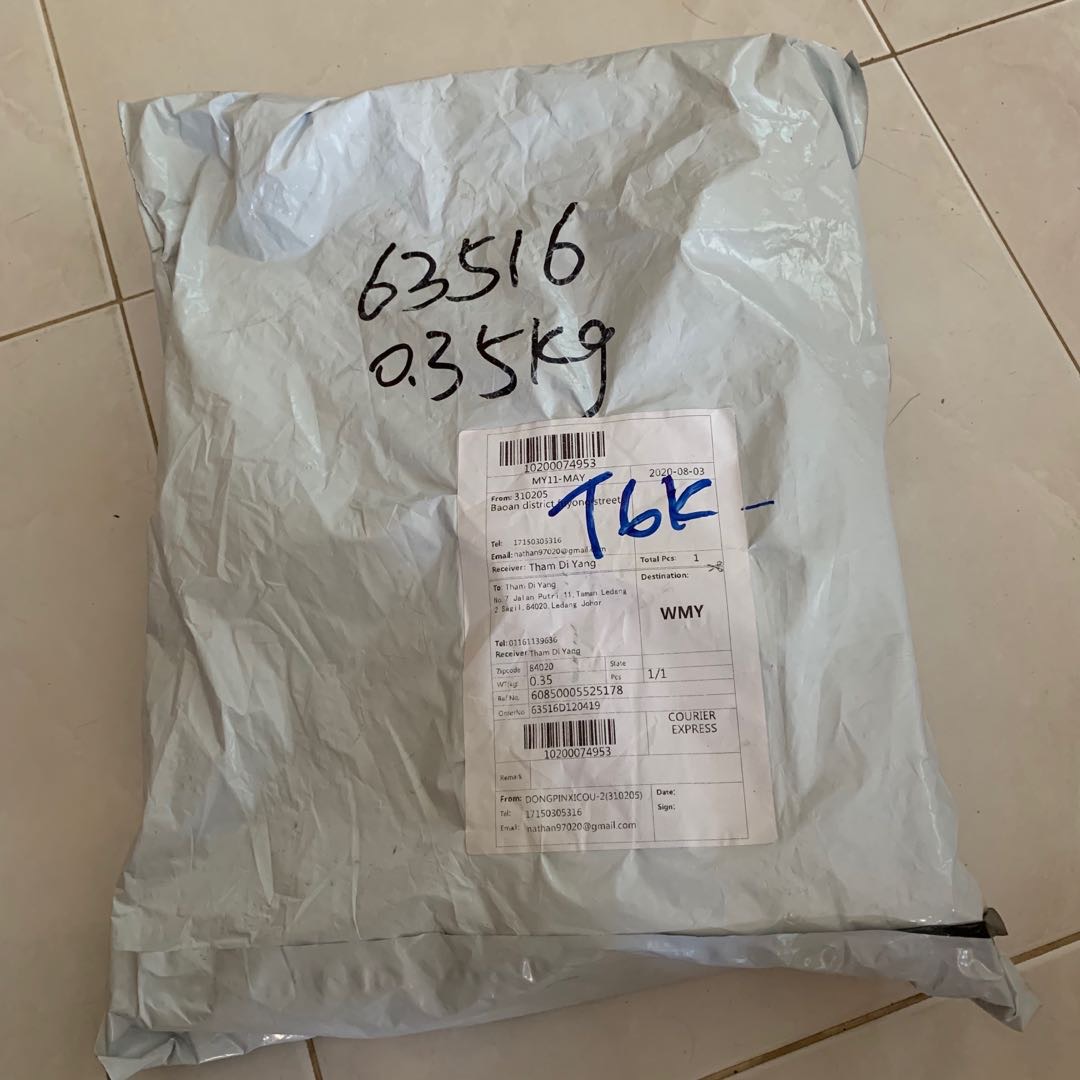 63516
0.35kg
10200074953
MY11-MAY
2020-08-03
From: 310205
Baoan district street
T6K-
Tel: 17150305316
Email: nathan97020@gmail
Receiver: Tham Di Yang
Total Pcs: 1
To: Tham Di Yang
No.7 Jalan Putri 11, Taman Ledang
2 Sagil, 84020, Ledang Johor
Destination:
WMY
Tel: 01161139636
Receiver Tham Di Yang
Zipcode 84020 State
WT(kg) 0.35 Pcs 1/1
Ref No. 60850005525178
OrderNo 63516D120419
10200074953
COURIER
EXPRESS
Remark
From: DONGPINXICOU-2(310205)
Tel: 17150305316
Email: nathan97020@gmail.com
Date:
Sign: